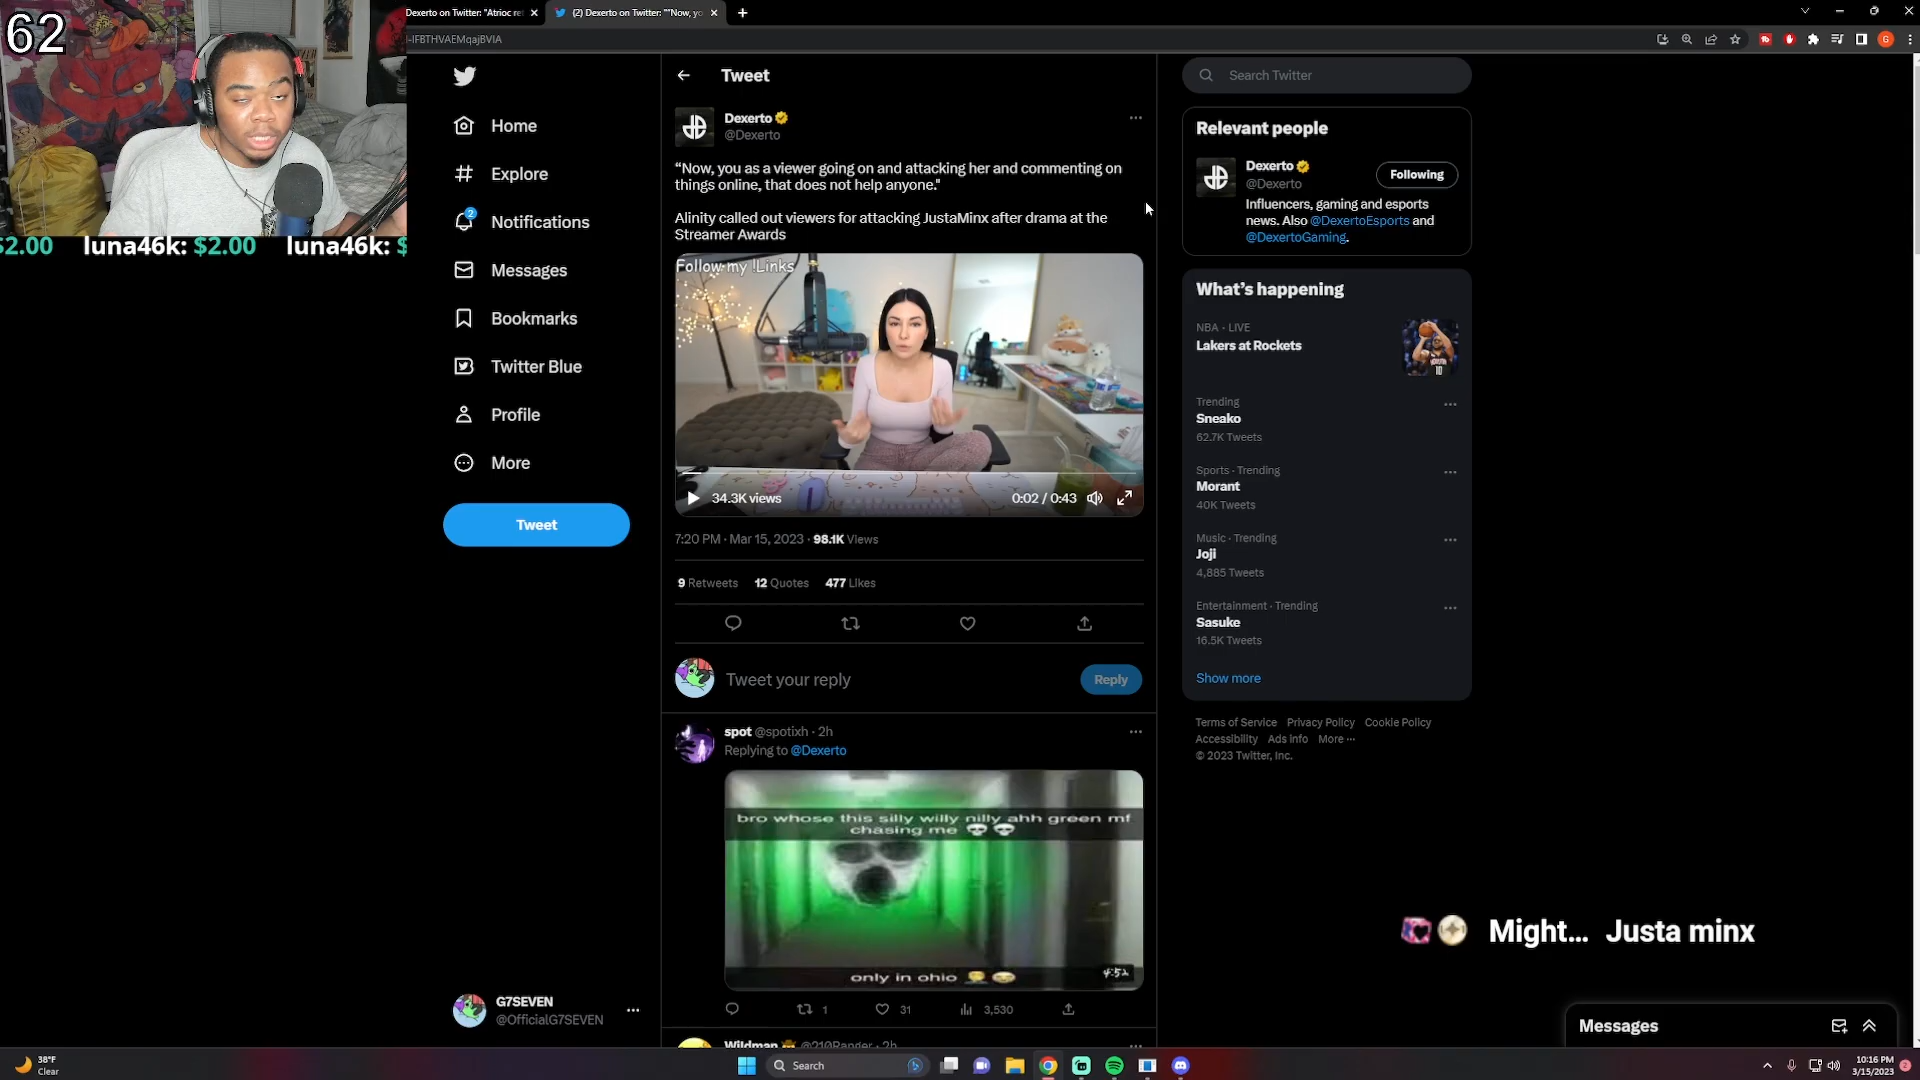 62
$2.00 luna46k: $2.00 luna46k: $
Dexerto on Twitter: "Atrioc re
(2) Dexerto on Twitter: ""Now, yo
-IFBTHVAEMqajBVIA
Home
Explore
2
Notifications
Messages
Bookmarks
Twitter Blue
Profile
More
Tweet
G7SEVEN
@OfficialG7SEVEN
Tweet
Dexerto
@Dexerto
“Now, you as a viewer going on and attacking her and commenting on
things online, that does not help anyone."
Alinity called out viewers for attacking JustaMinx after drama at the
Streamer Awards
Follow my !Links
34.3K views
0:02 / 0:43
7:20 PM · Mar 15, 2023 · 98.1K Views
9 Retweets 12 Quotes 477 Likes
Tweet your reply
Reply
spot @spotixh · 2h
Replying to @Dexerto
bro whose this silly willy nilly ahh green mf
chasing me 💀💀
only in ohio
4:52
1
31
3,530
Wildman 🤠 @210Ranger · 2h
Search Twitter
Relevant people
Dexerto
@Dexerto
Following
Influencers, gaming and esports
news. Also @DexertoEsports and
@DexertoGaming.
What’s happening
NBA · LIVE
Lakers at Rockets
Trending
Sneako
62.7K Tweets
Sports · Trending
Morant
40K Tweets
Music · Trending
Joji
4,885 Tweets
Entertainment · Trending
Sasuke
16.5K Tweets
Show more
Terms of Service Privacy Policy Cookie Policy
Accessibility Ads info More ···
© 2023 Twitter, Inc.
Might... Justa minx
Messages
38°F
Clear
Search
10:16 PM
3/15/2023
2